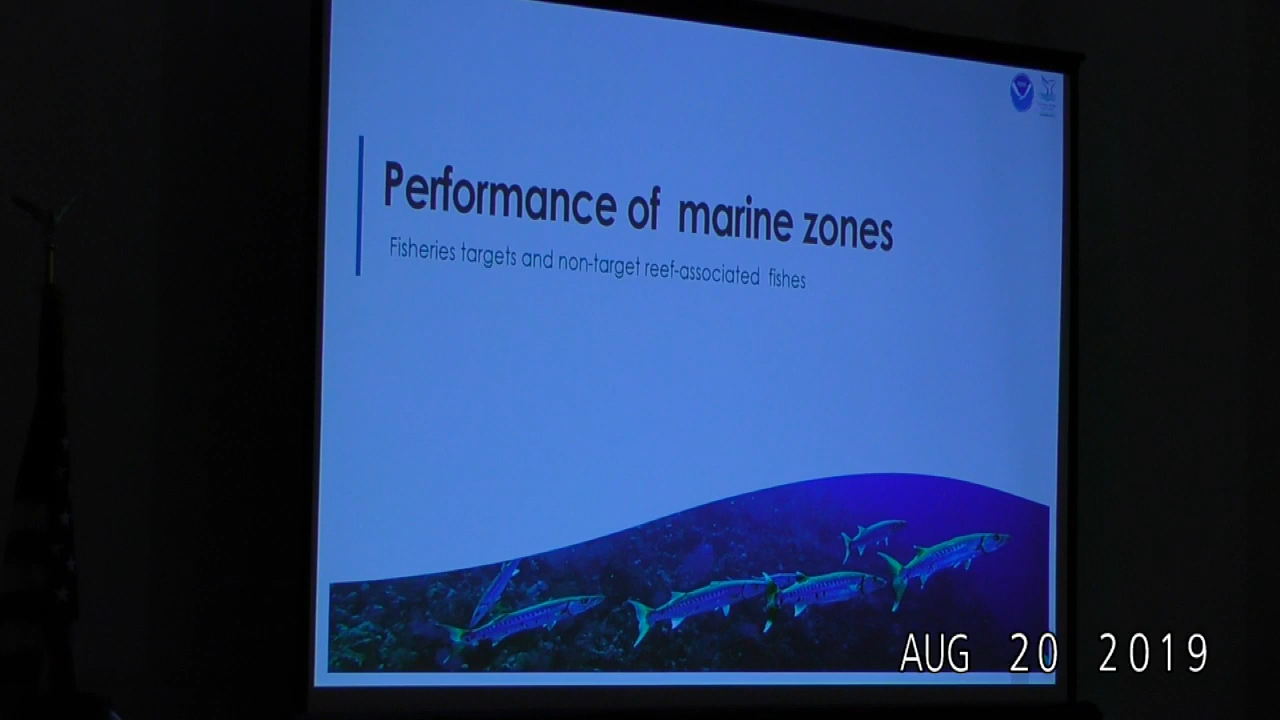 Performance of marine zones
Fisheries targets and non-target reef-associated fishes
AUG 20 2019